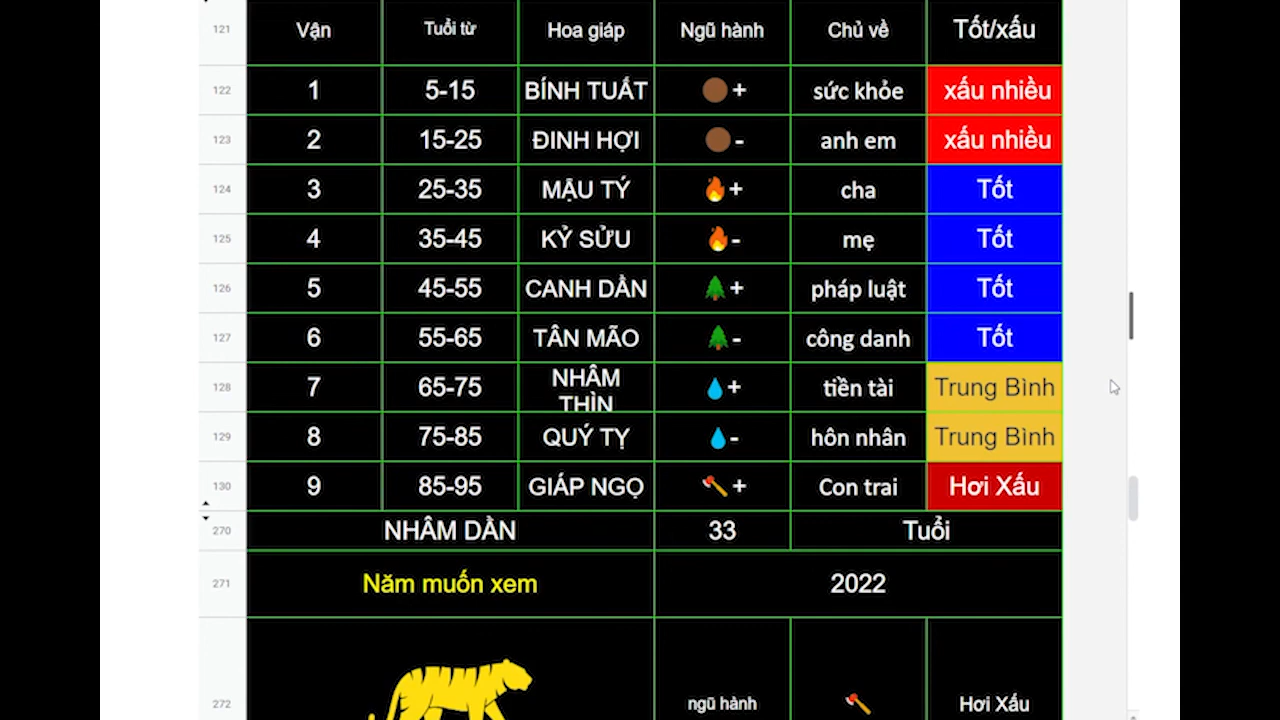 121 Vận Tuổi từ Hoa giáp Ngũ hành Chủ về Tốt/xấu
122 1 5-15 BÍNH TUẤT + sức khỏe xấu nhiều
123 2 15-25 ĐINH HỢI - anh em xấu nhiều
124 3 25-35 MẬU TÝ + cha Tốt
125 4 35-45 KỶ SỬU - mẹ Tốt
126 5 45-55 CANH DẦN + pháp luật Tốt
127 6 55-65 TÂN MÃO - công danh Tốt
128 7 65-75 NHÂM THÌN + tiền tài Trung Bình
129 8 75-85 QUÝ TỴ - hôn nhân Trung Bình
130 9 85-95 GIÁP NGỌ + Con trai Hơi Xấu
270 NHÂM DẦN 33 Tuổi
271 Năm muốn xem 2022
272 ngũ hành Hơi Xấu